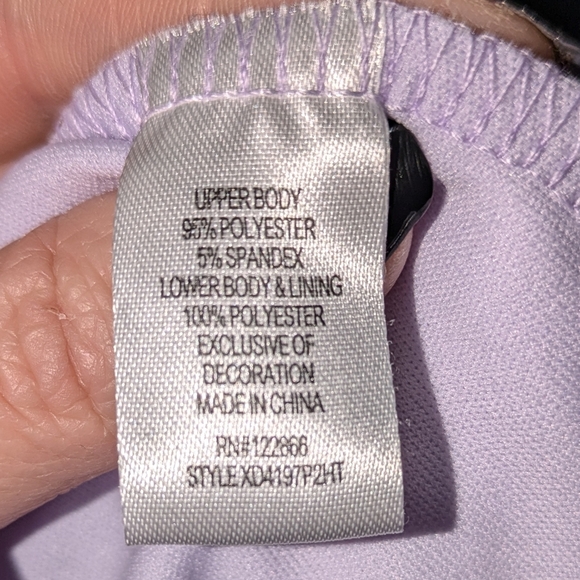 UPPER BODY
95% POLYESTER
5% SPANDEX
LOWER BODY & LINING
100% POLYESTER
EXCLUSIVE OF
DECORATION
MADE IN CHINA
RN#122866
STYLE XD4197P2HT